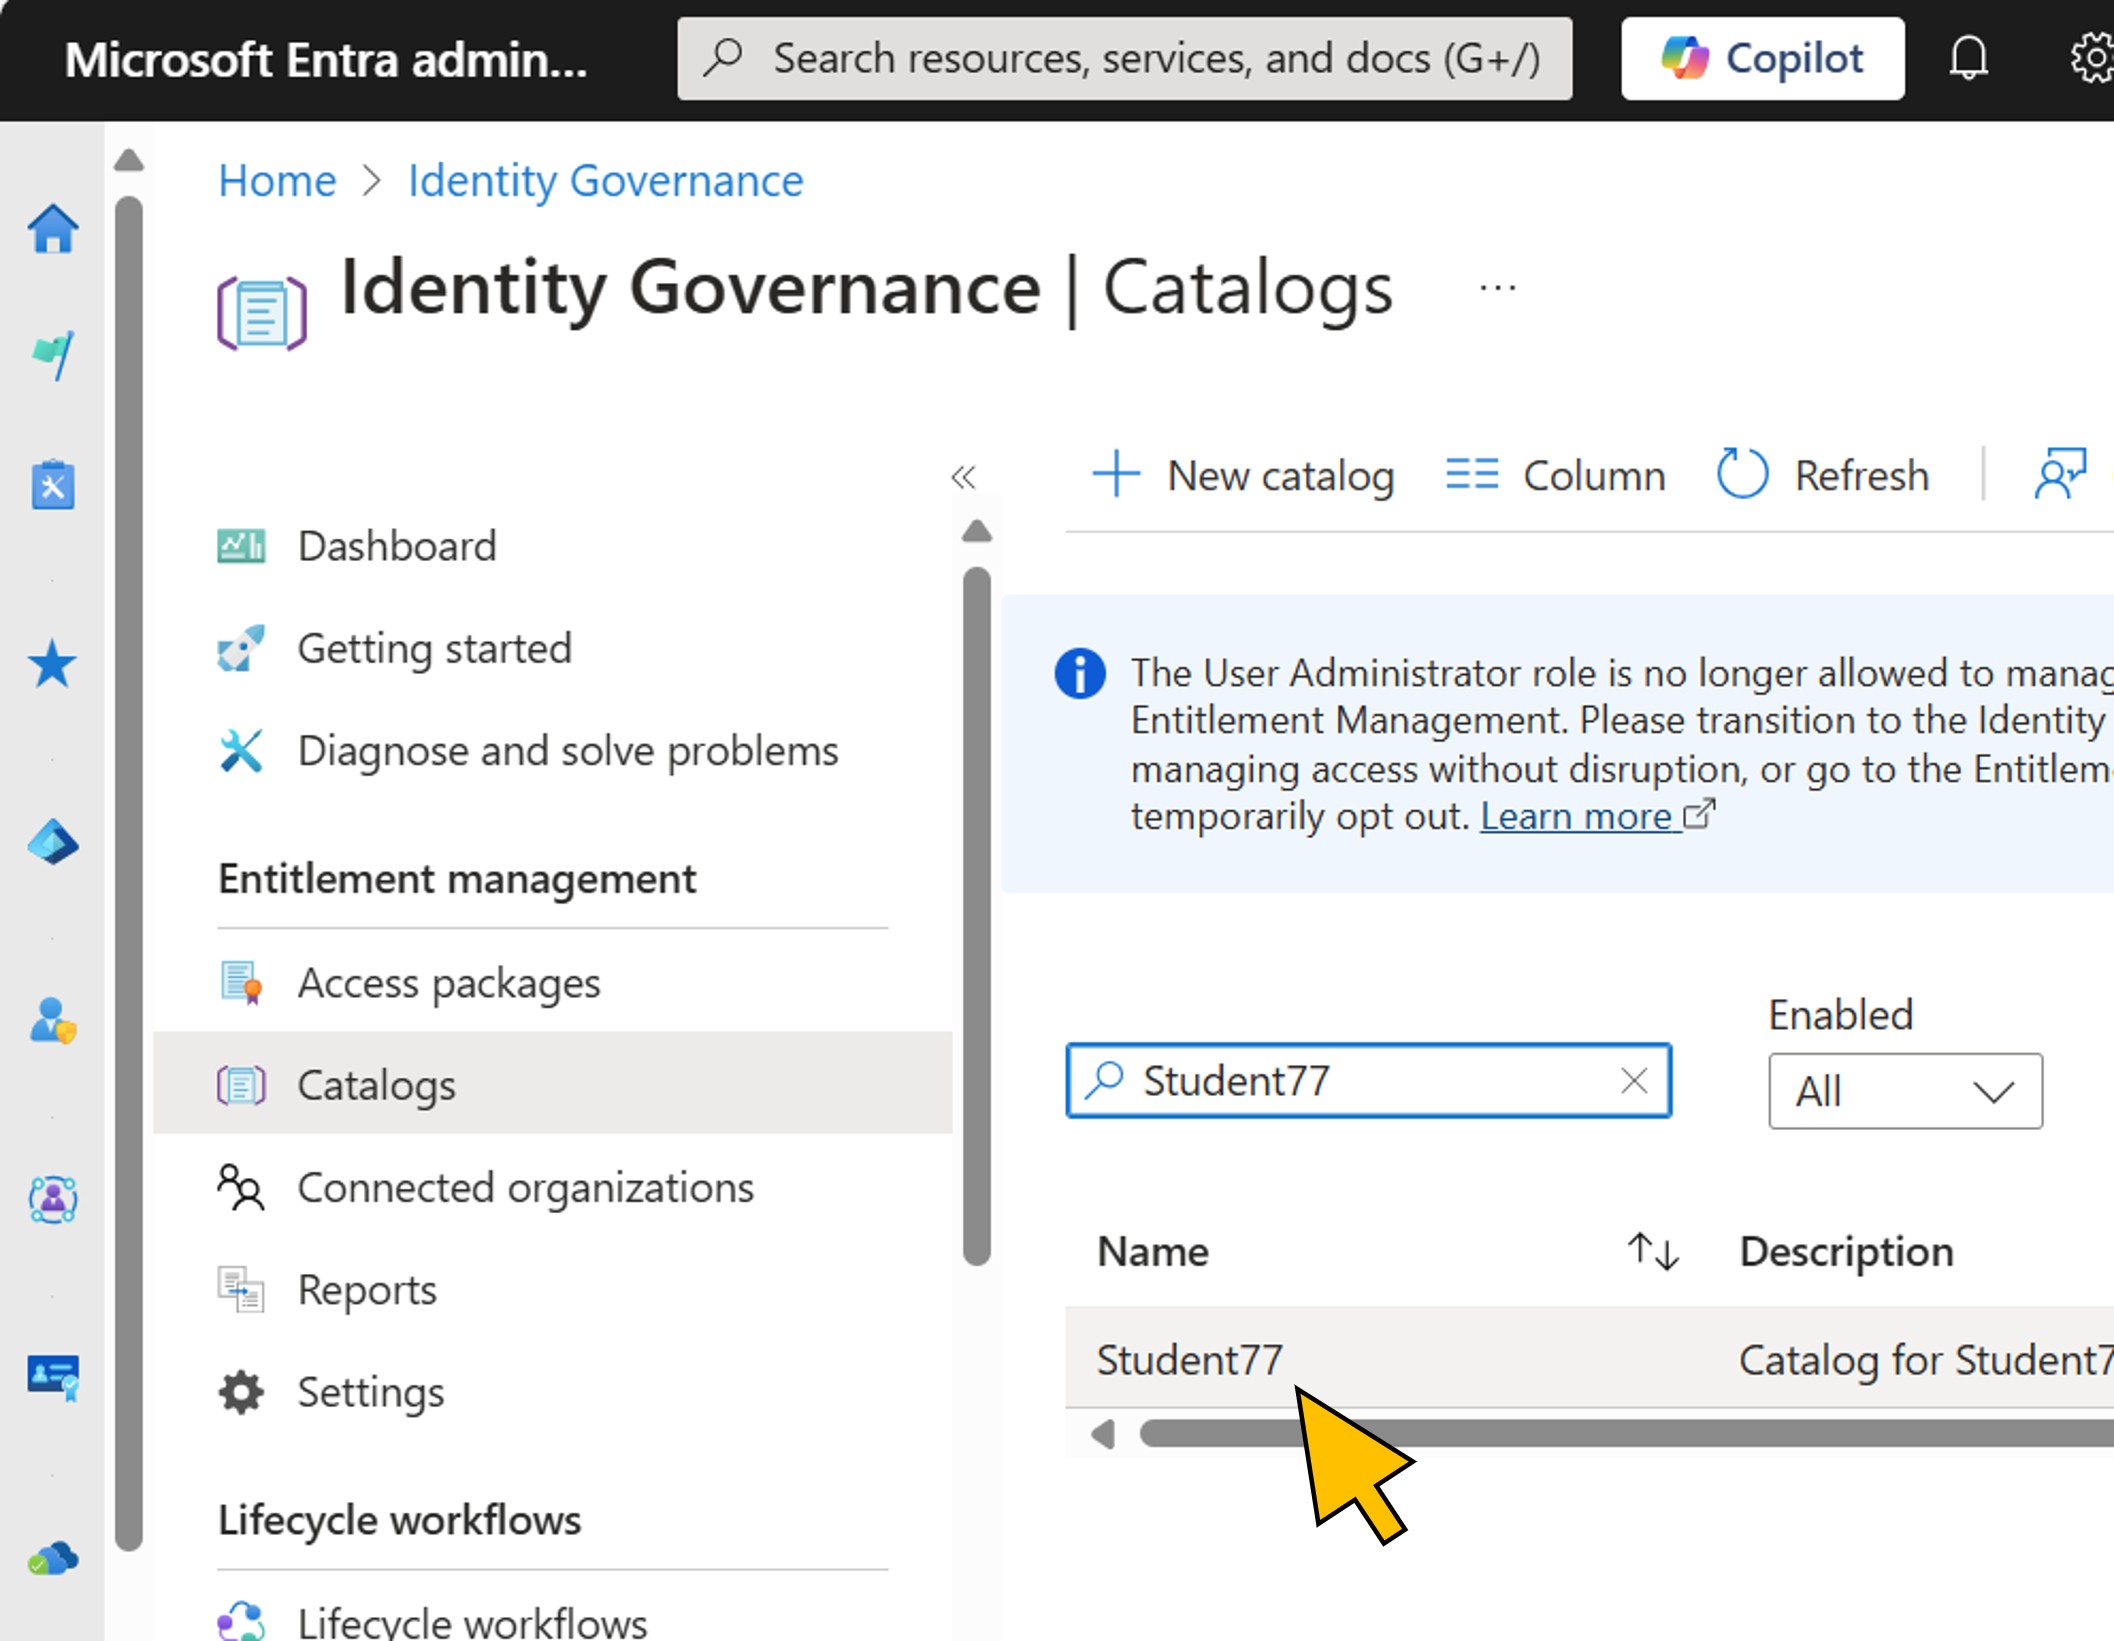 Microsoft Entra admin...
Search resources, services, and docs (G+/)
Copilot
Home > Identity Governance
Identity Governance | Catalogs ...
Dashboard
Getting started
Diagnose and solve problems
Entitlement management
Access packages
Catalogs
Connected organizations
Reports
Settings
Lifecycle workflows
Lifecycle workflows
New catalog
Column
Refresh
The User Administrator role is no longer allowed to manag
Entitlement Management. Please transition to the Identity
managing access without disruption, or go to the Entitlem
temporarily opt out. Learn more
Student77
Enabled
All
Name
Description
Student77
Catalog for Student7